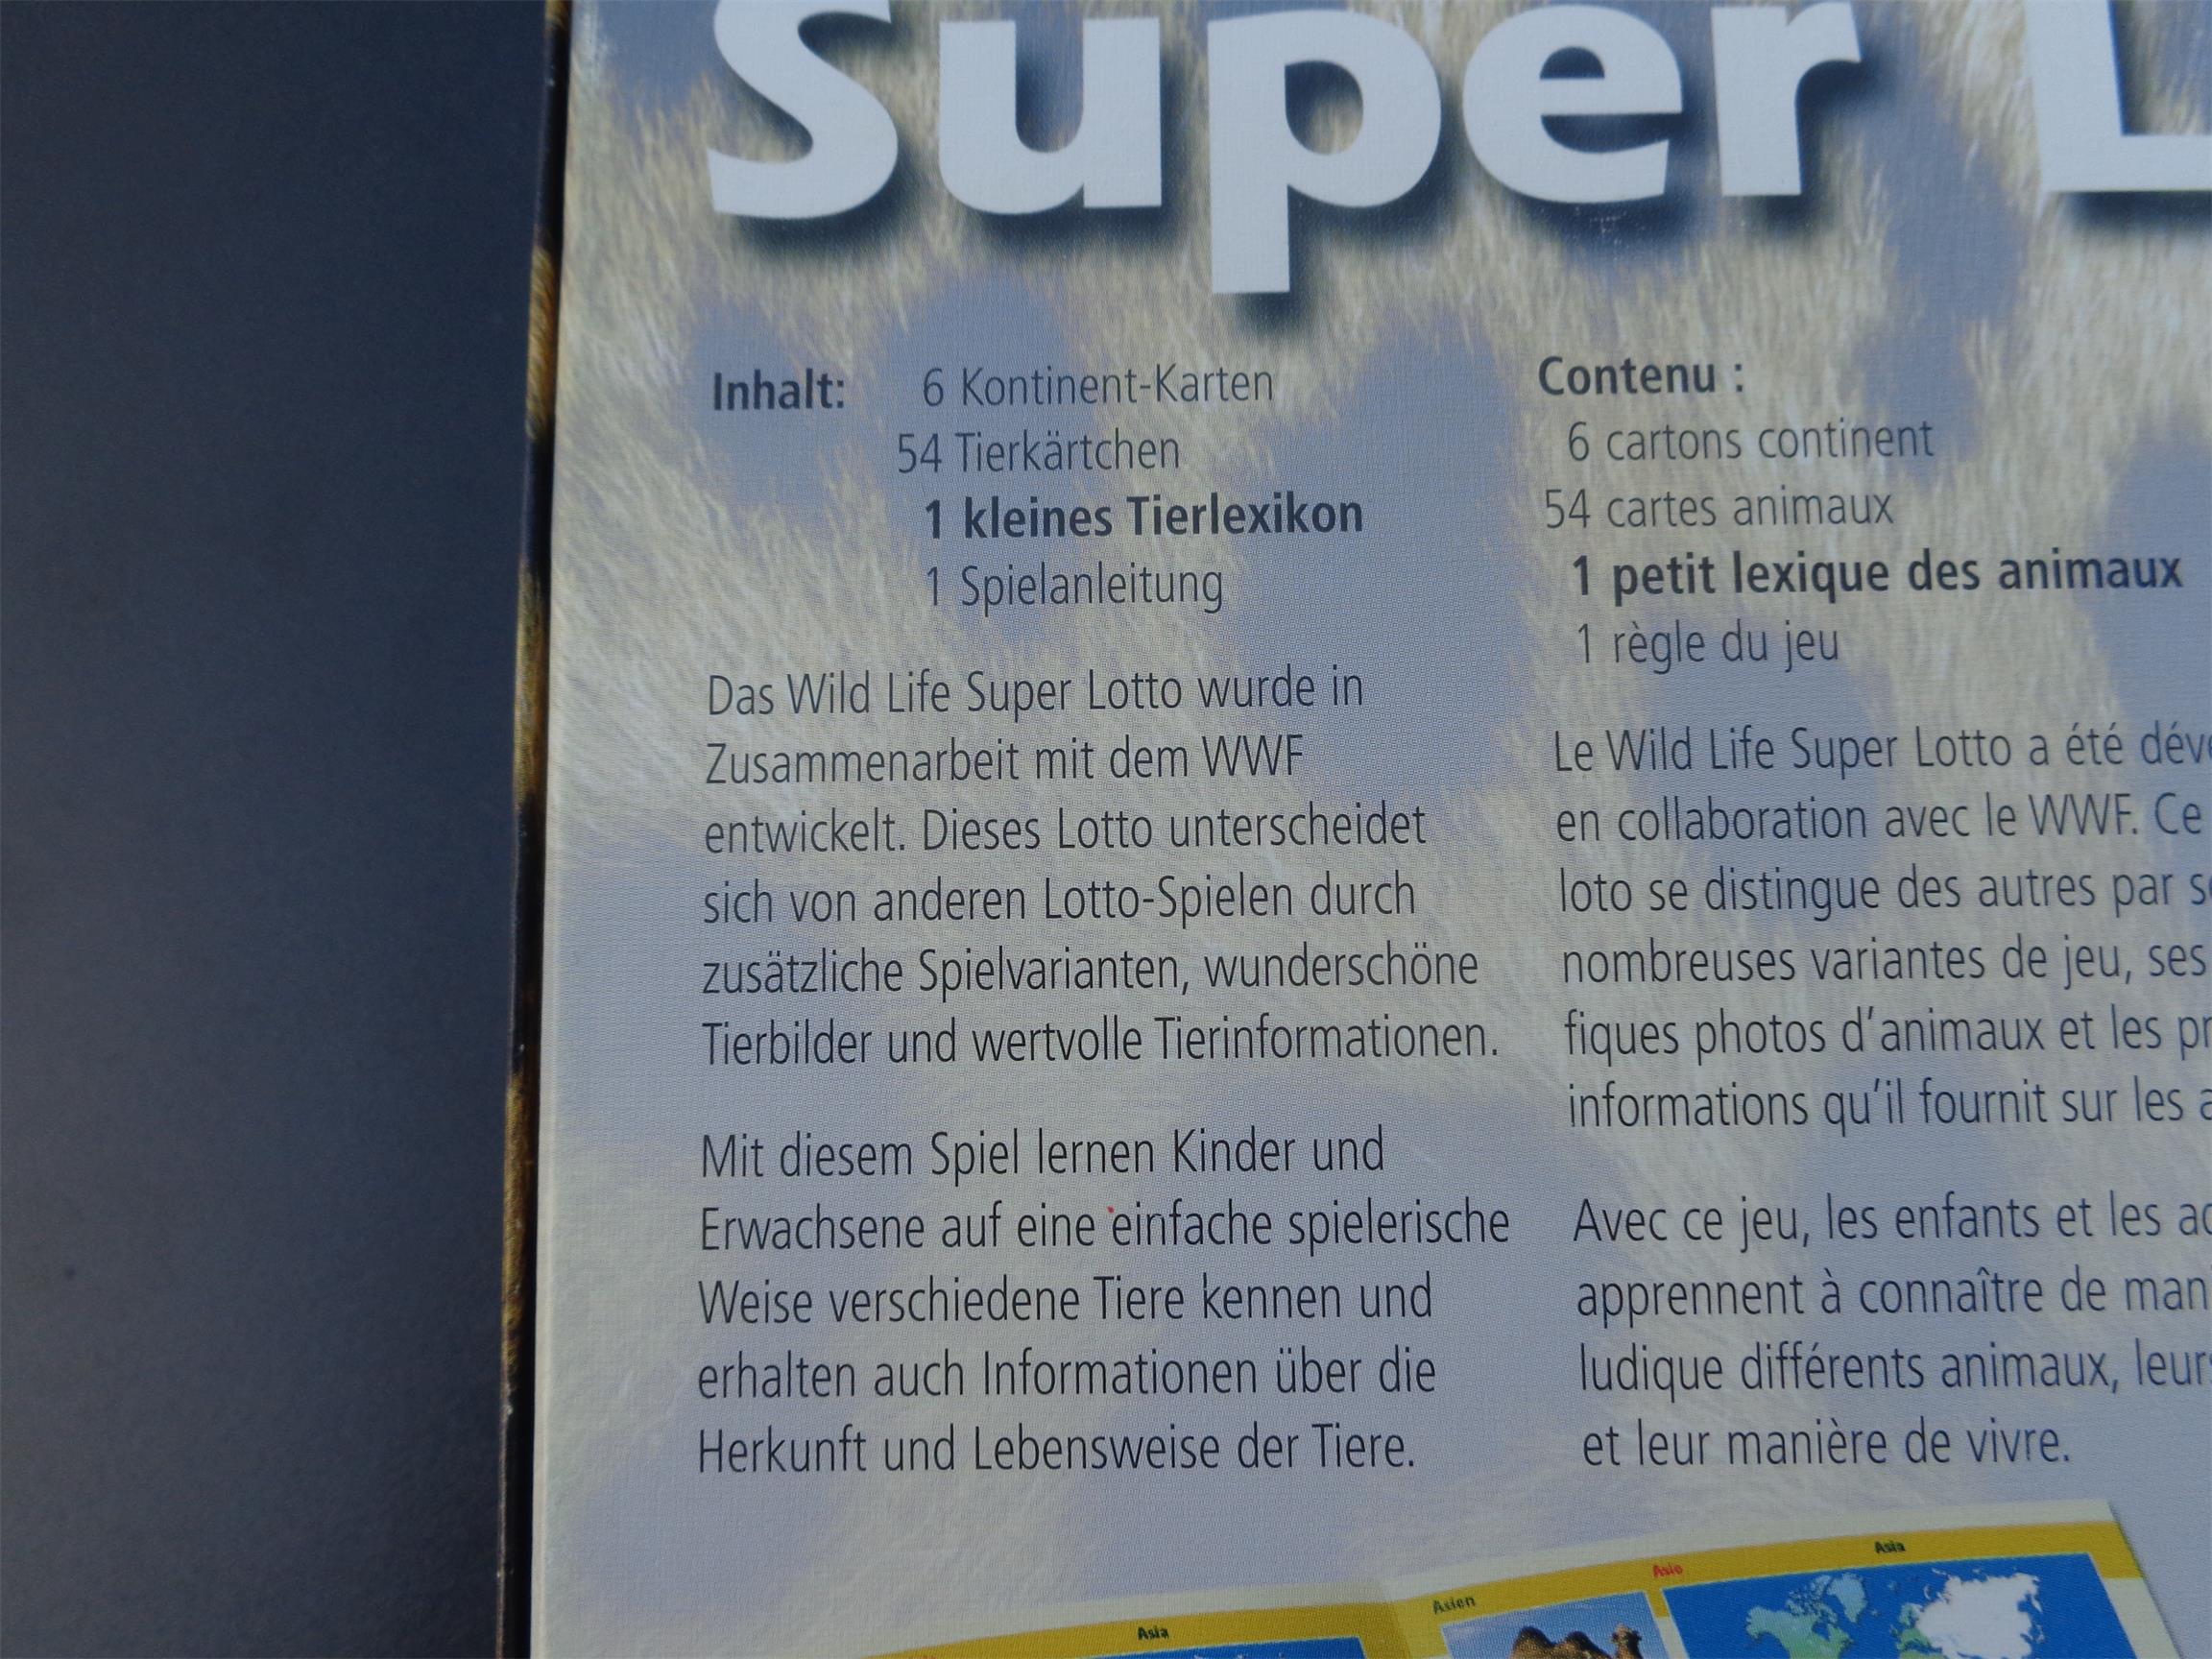 Super L
Inhalt: 6 Kontinent-Karten
54 Tierkärtchen
1 kleines Tierlexikon
1 Spielanleitung
Das Wild Life Super Lotto wurde in
Zusammenarbeit mit dem WWF
entwickelt. Dieses Lotto unterscheidet
sich von anderen Lotto-Spielen durch
zusätzliche Spielvarianten, wunderschöne
Tierbilder und wertvolle Tierinformationen.
Mit diesem Spiel lernen Kinder und
Erwachsene auf eine einfache spielerische
Weise verschiedene Tiere kennen und
erhalten auch Informationen über die
Herkunft und Lebensweise der Tiere.
Contenu :
6 cartons continent
54 cartes animaux
1 petit lexique des animaux
1 règle du jeu
Le Wild Life Super Lotto a été
en collaboration avec le WWF. Ce
loto se distingue des autres par
nombreuses variantes de jeu, ses
fiques photos d'animaux et les
informations qu'il fournit sur les
Avec ce jeu, les enfants et les
apprennent à connaître de
ludique différents animaux,
et leur manière de vivre.
Asia
Asien
Asio
Asia